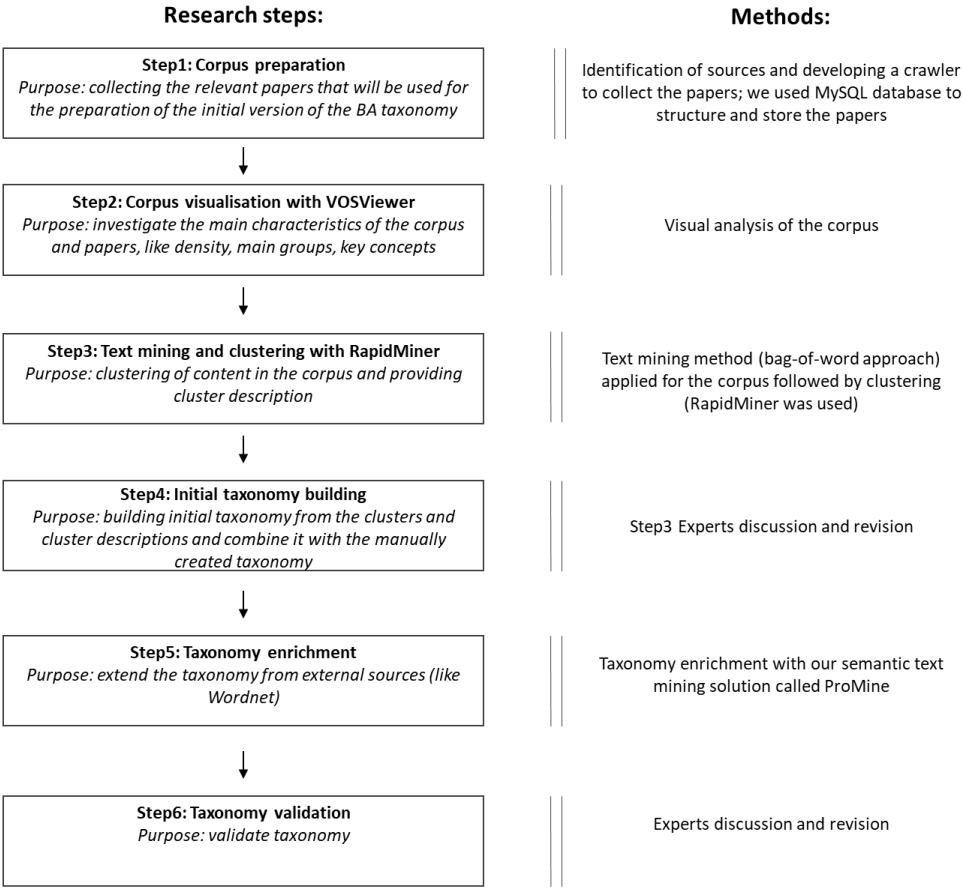 Research steps:
Methods:
Step1: Corpus preparation
Purpose: collecting the relevant papers that will be used for
the preparation of the initial version of the BA taxonomy
Identification of sources and developing a crawler
to collect the papers; we used MySQL database to
structure and store the papers
Step2: Corpus visualisation with VOSViewer
Purpose: investigate the main characteristics of the corpus
and papers, like density, main groups, key concepts
Visual analysis of the corpus
Step3: Text mining and clustering with RapidMiner
Purpose: clustering of content in the corpus and providing
cluster description
Text mining method (bag-of-word approach)
applied for the corpus followed by clustering
(RapidMiner was used)
Step4: Initial taxonomy building
Purpose: building initial taxonomy from the clusters and
cluster descriptions and combine it with the manually
created taxonomy
Step3 Experts discussion and revision
Step5: Taxonomy enrichment
Purpose: extend the taxonomy from external sources (like
Wordnet)
Taxonomy enrichment with our semantic text
mining solution called ProMine
Step6: Taxonomy validation
Purpose: validate taxonomy
Experts discussion and revision